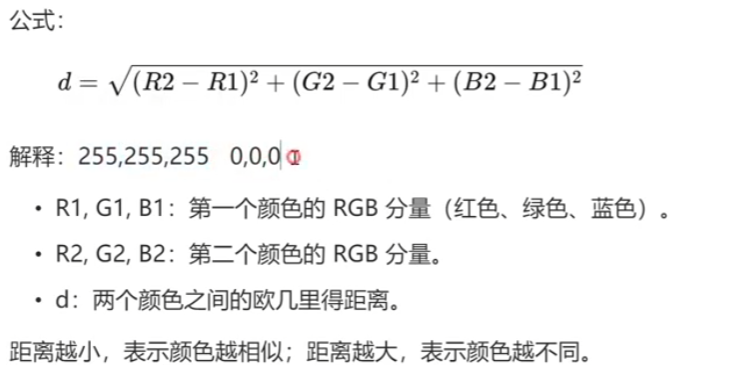 公式：
d = √(R2 − R1)² + (G2 − G1)² + (B2 − B1)²
解释：255,255,255 0,0,0
• R1, G1, B1：第一个颜色的 RGB 分量（红色、绿色、蓝色）。
• R2, G2, B2：第二个颜色的 RGB 分量。
• d：两个颜色之间的欧几里得距离。
距离越小，表示颜色越相似；距离越大，表示颜色越不同。